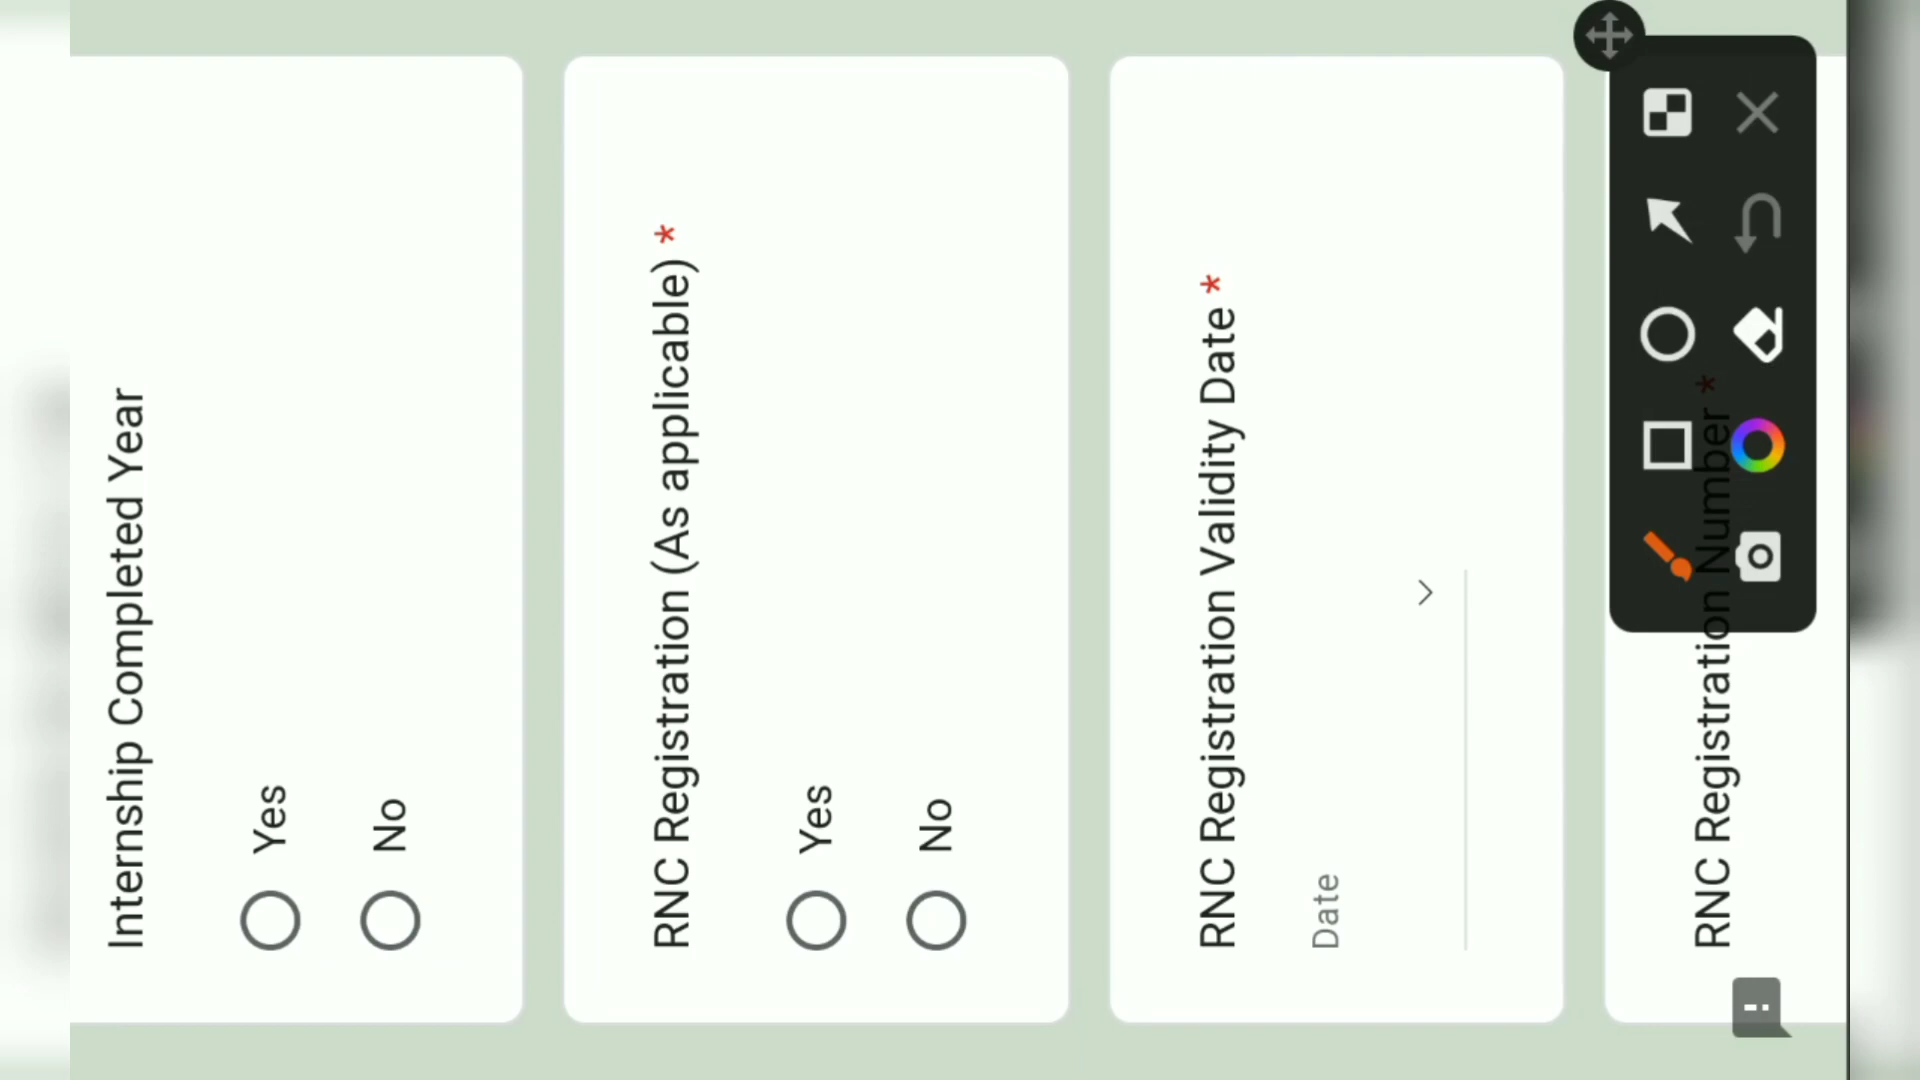 Internship Completed Year
Yes
No
RNC Registration (As applicable) *
Yes
No
RNC Registration Validity Date *
Date
RNC Registration Number *